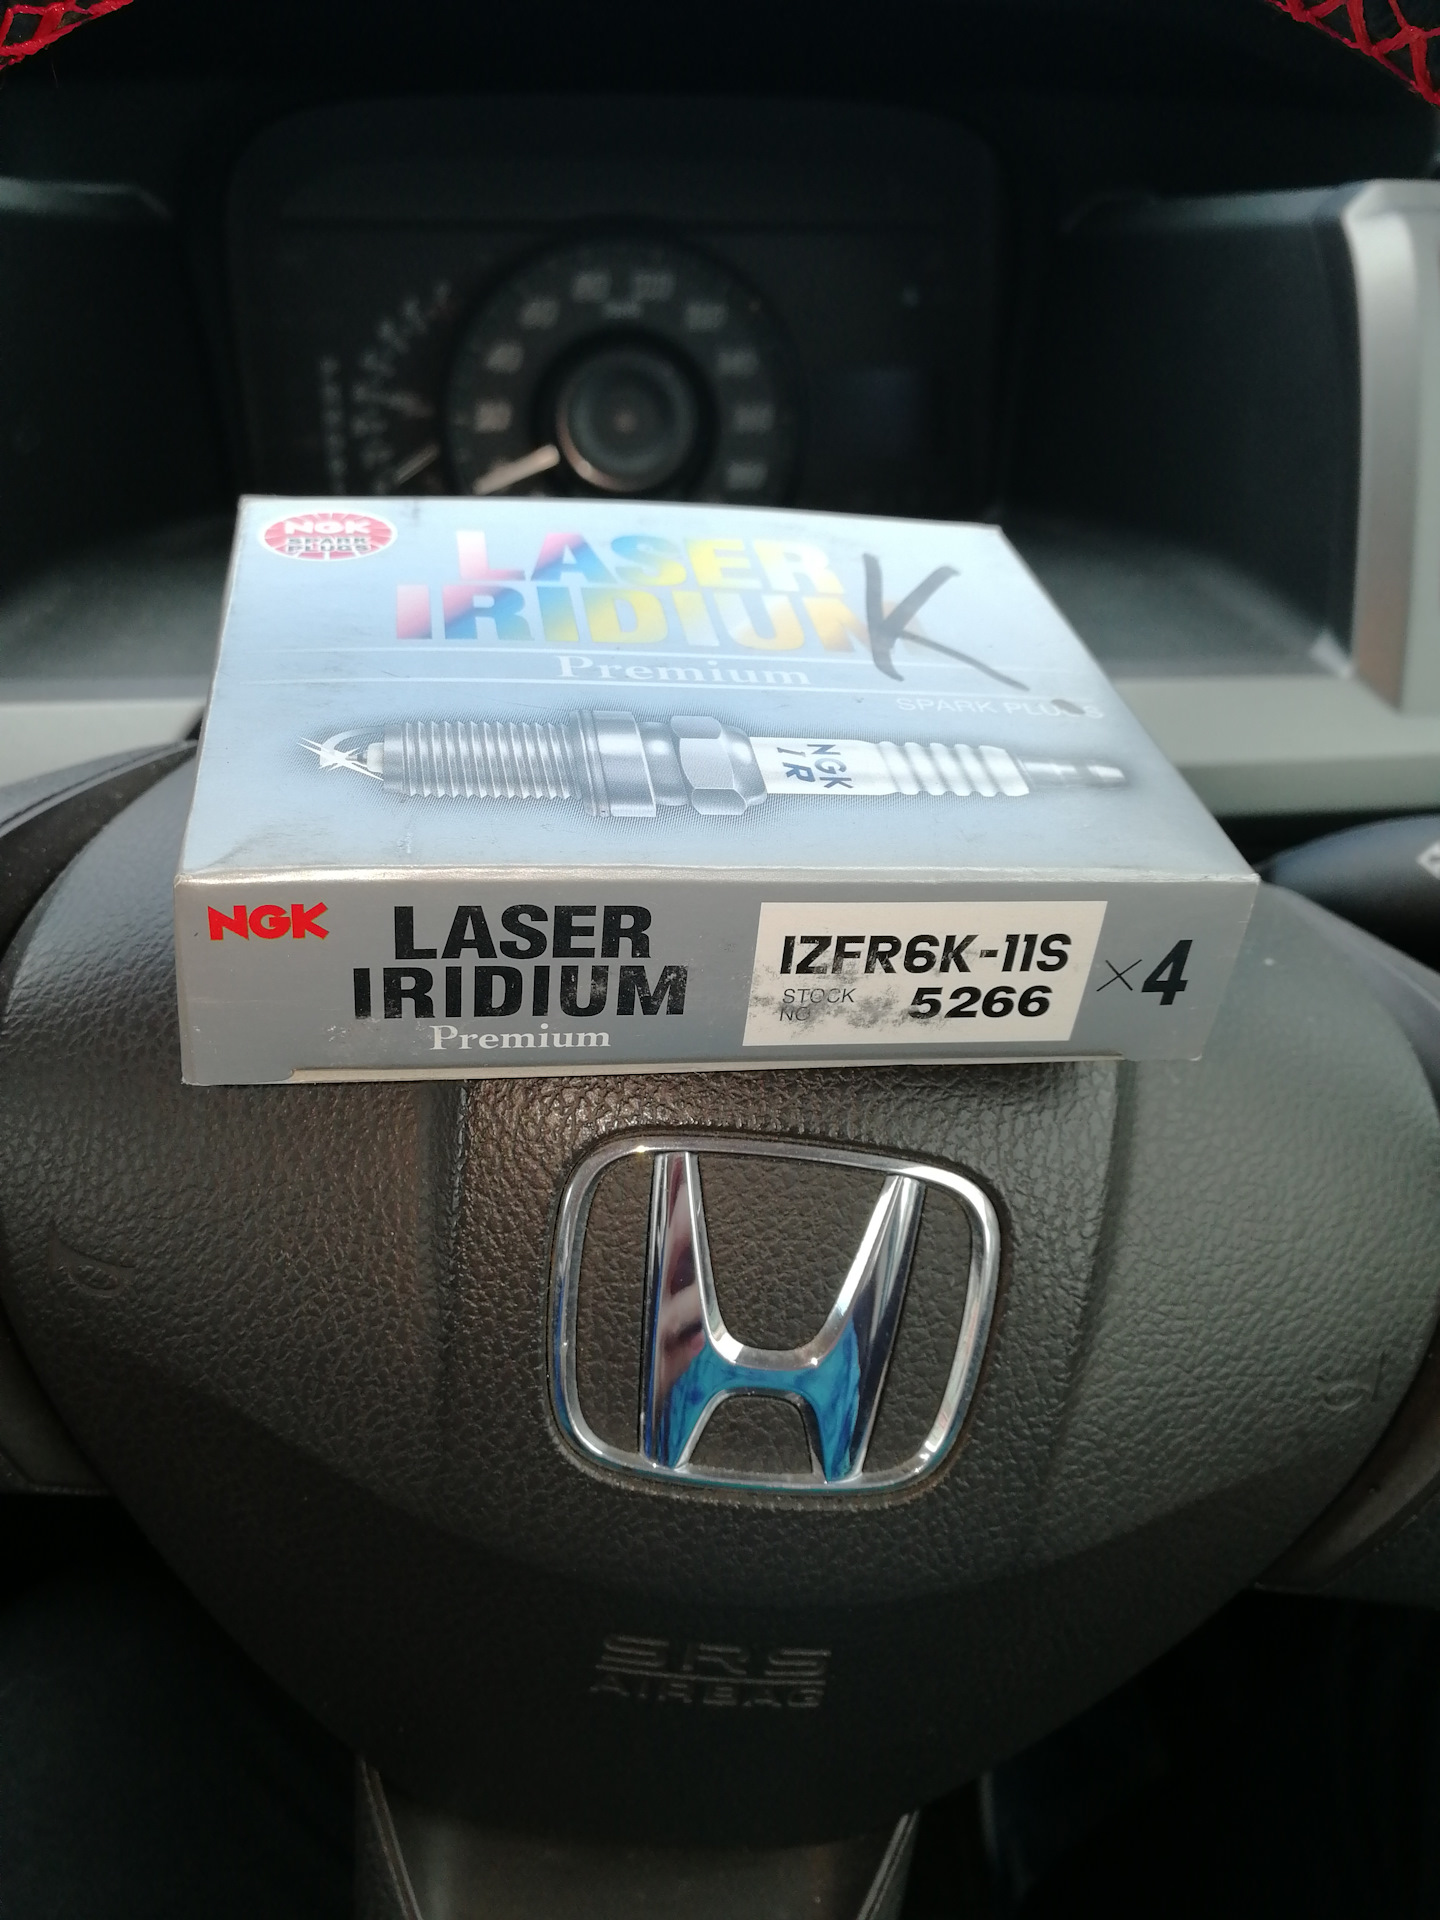 NGK
SPARK
PLUGS
LASER
IRIDIUM
K
Premium
SPARK PLUGS
NGK
IR
NGK
LASER
IRIDIUM
Premium
IZFR6K-11S
STOCK
NO
5266
×4
SRS
AIRBAG